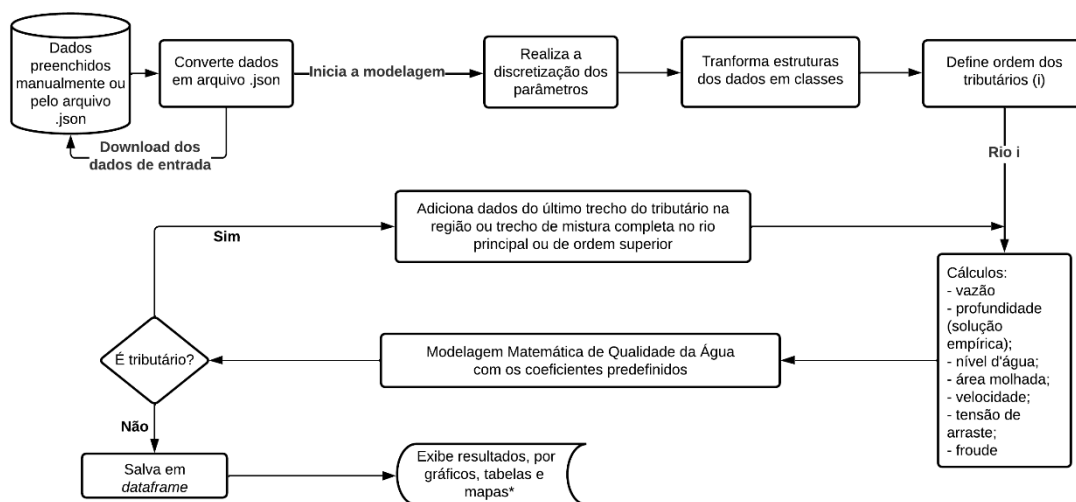 Dados
preenchidos
manualmente ou
pelo arquivo
.json
Converte dados
em arquivo .json
Inicia a modelagem
Realiza a
discretização dos
parâmetros
Tranforma estruturas
dos dados em classes
Define ordem dos
tributários (i)
Download dos
dados de entrada
Rio i
Adiciona dados do último trecho do tributário na
região ou trecho de mistura completa no rio
principal ou de ordem superior
Sim
Cálculos:
- vazão
- profundidade
(solução
empírica);
- nível d'água;
- área molhada;
- velocidade;
- tensão de
arraste;
- froude
Modelagem Matemática de Qualidade da Água
com os coeficientes predefinidos
É tributário?
Não
Salva em
dataframe
Exibe resultados, por
gráficos, tabelas e
mapas*